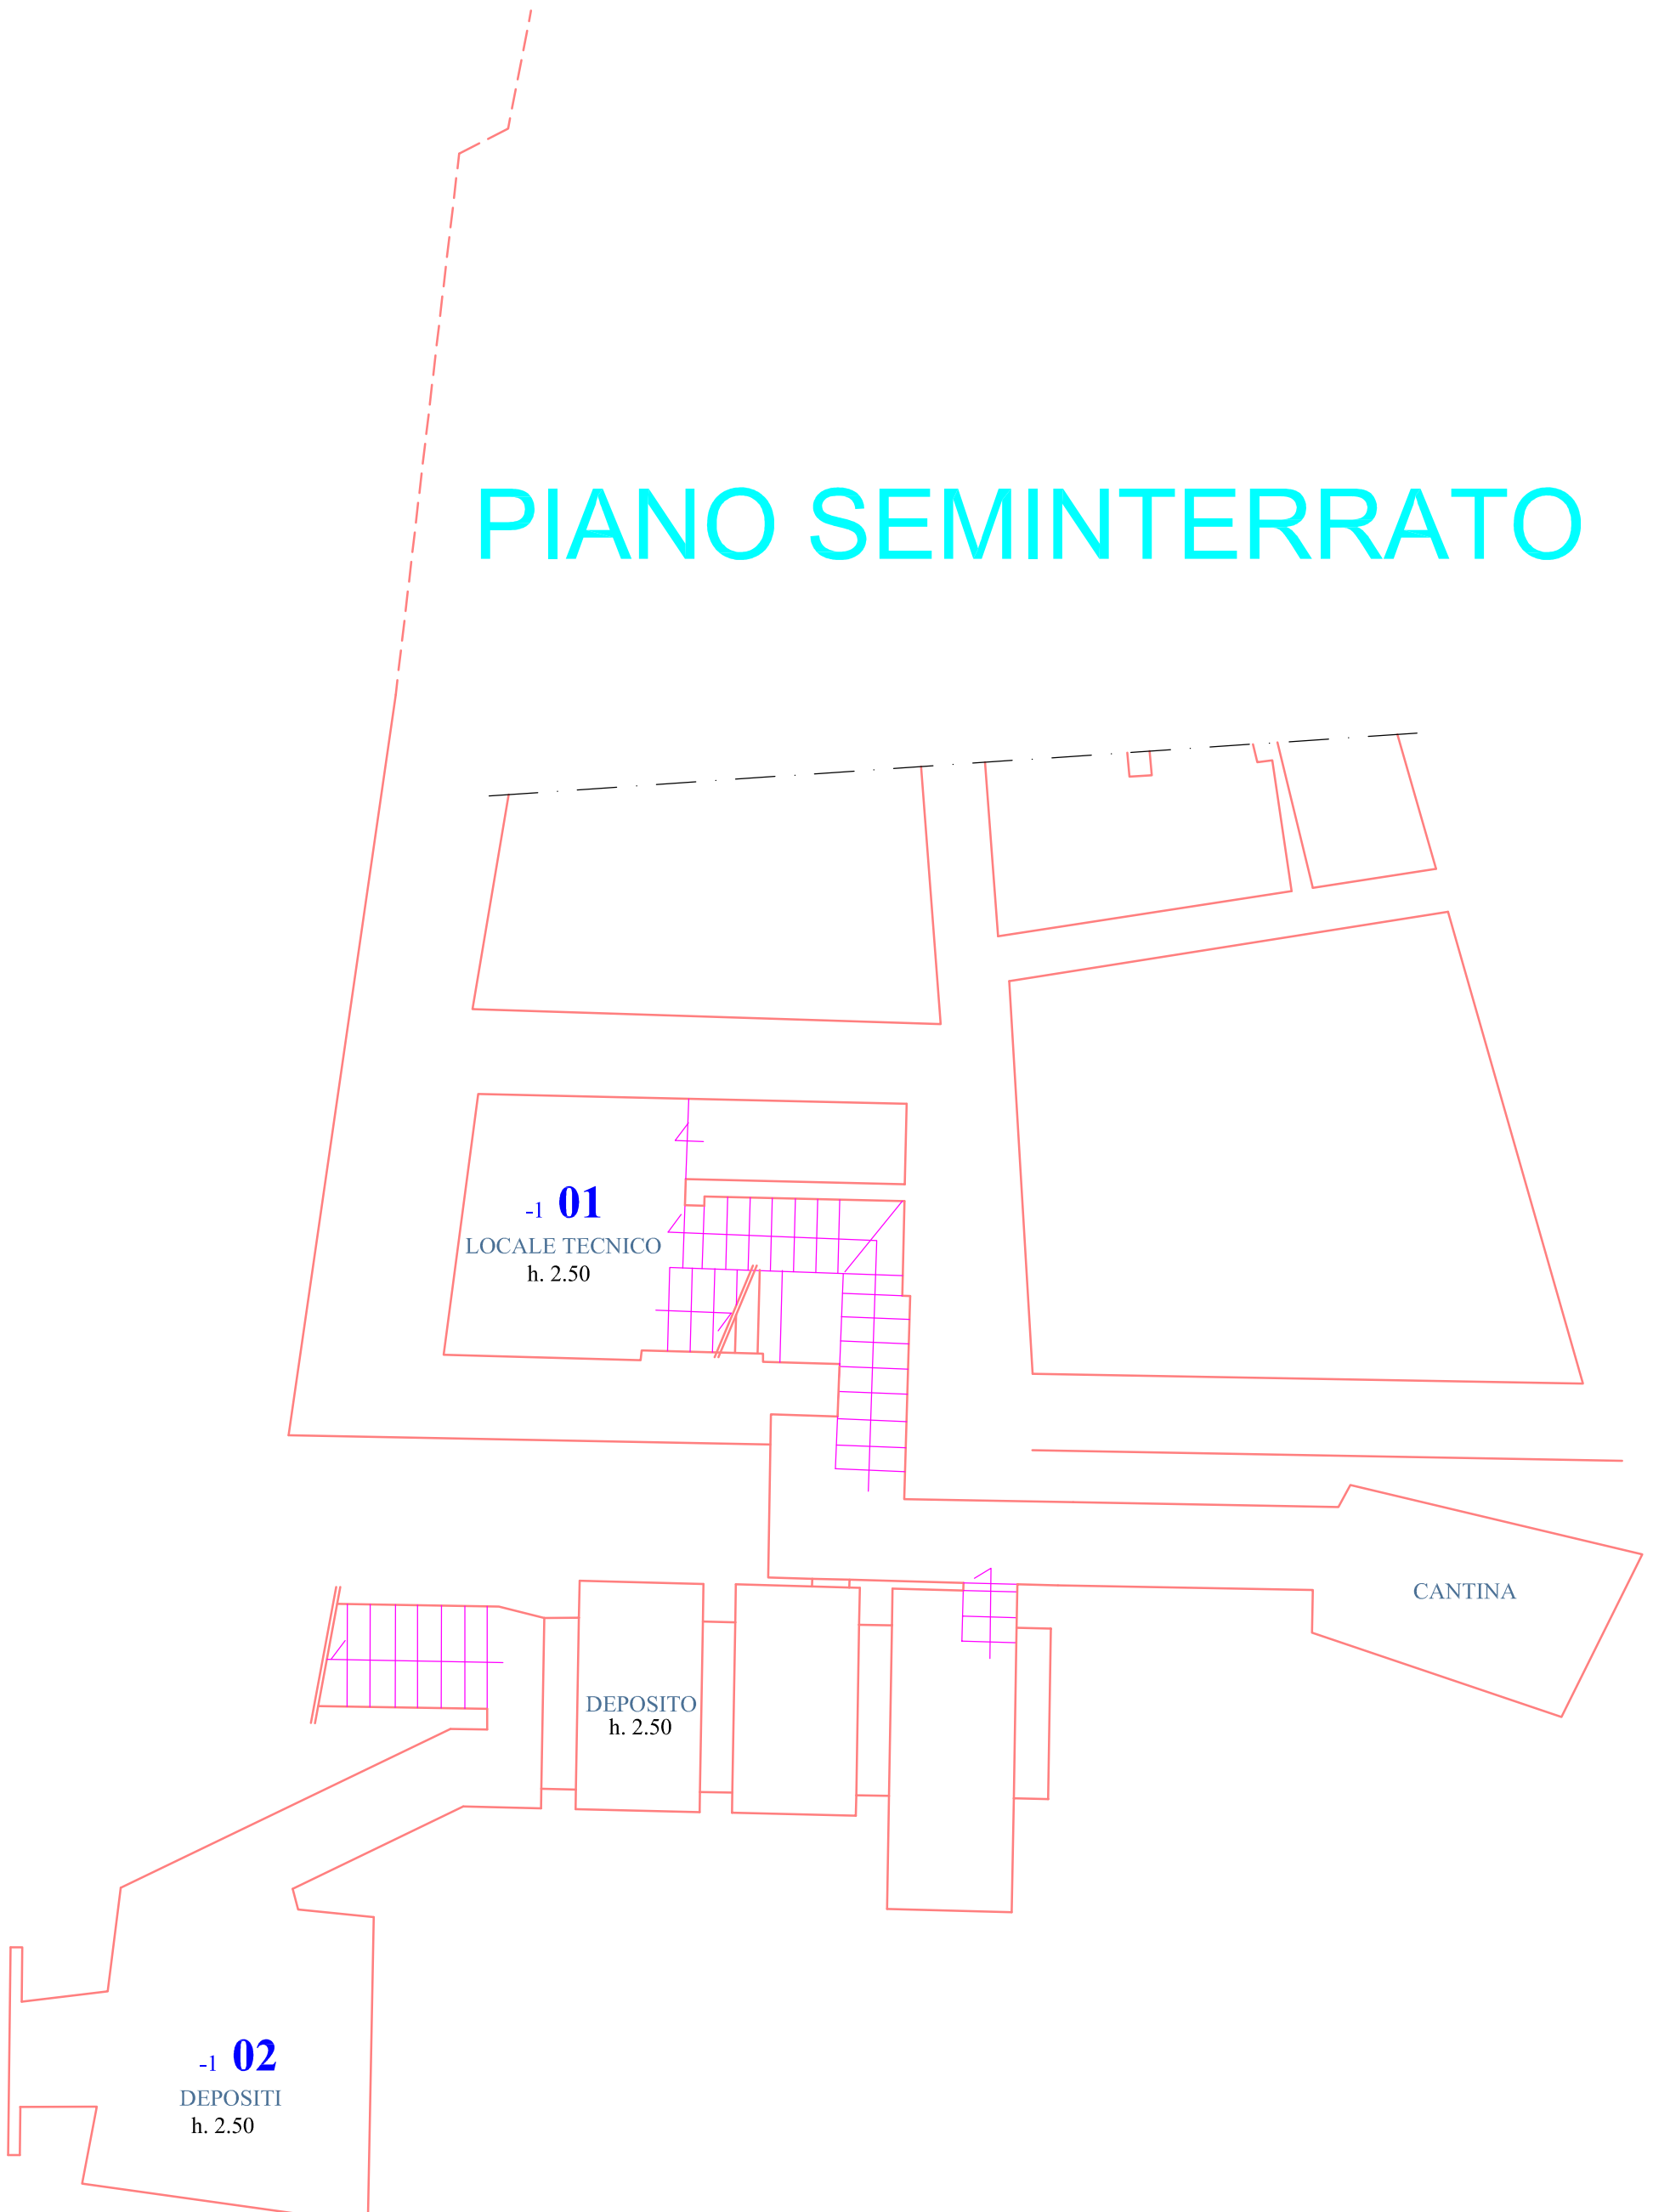 PIANO SEMINTERRATO
-1 01
LOCALE TECNICO
h. 2.50
CANTINA
DEPOSITO
h. 2.50
-1 02
DEPOSITI
h. 2.50